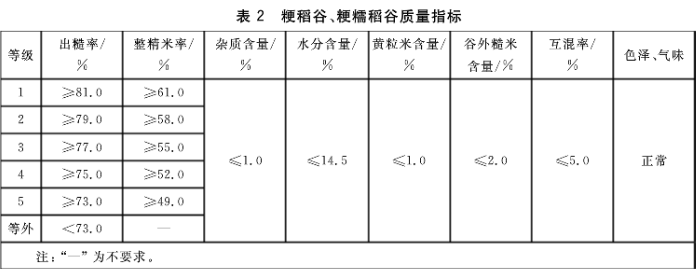 表 2 粳稻谷、粳糯稻谷质量指标
等级 出糙率/% 整精米率/% 杂质含量/% 水分含量/% 黄粒米含量/% 谷外糙米含量/% 互混率/% 色泽、气味
1 ≥81.0 ≥61.0
2 ≥79.0 ≥58.0
3 ≥77.0 ≥55.0
≤1.0 ≤14.5 ≤1.0 ≤2.0 ≤5.0 正常
4 ≥75.0 ≥52.0
5 ≥73.0 ≥49.0
等外 <73.0 —
注：“—”为不要求。